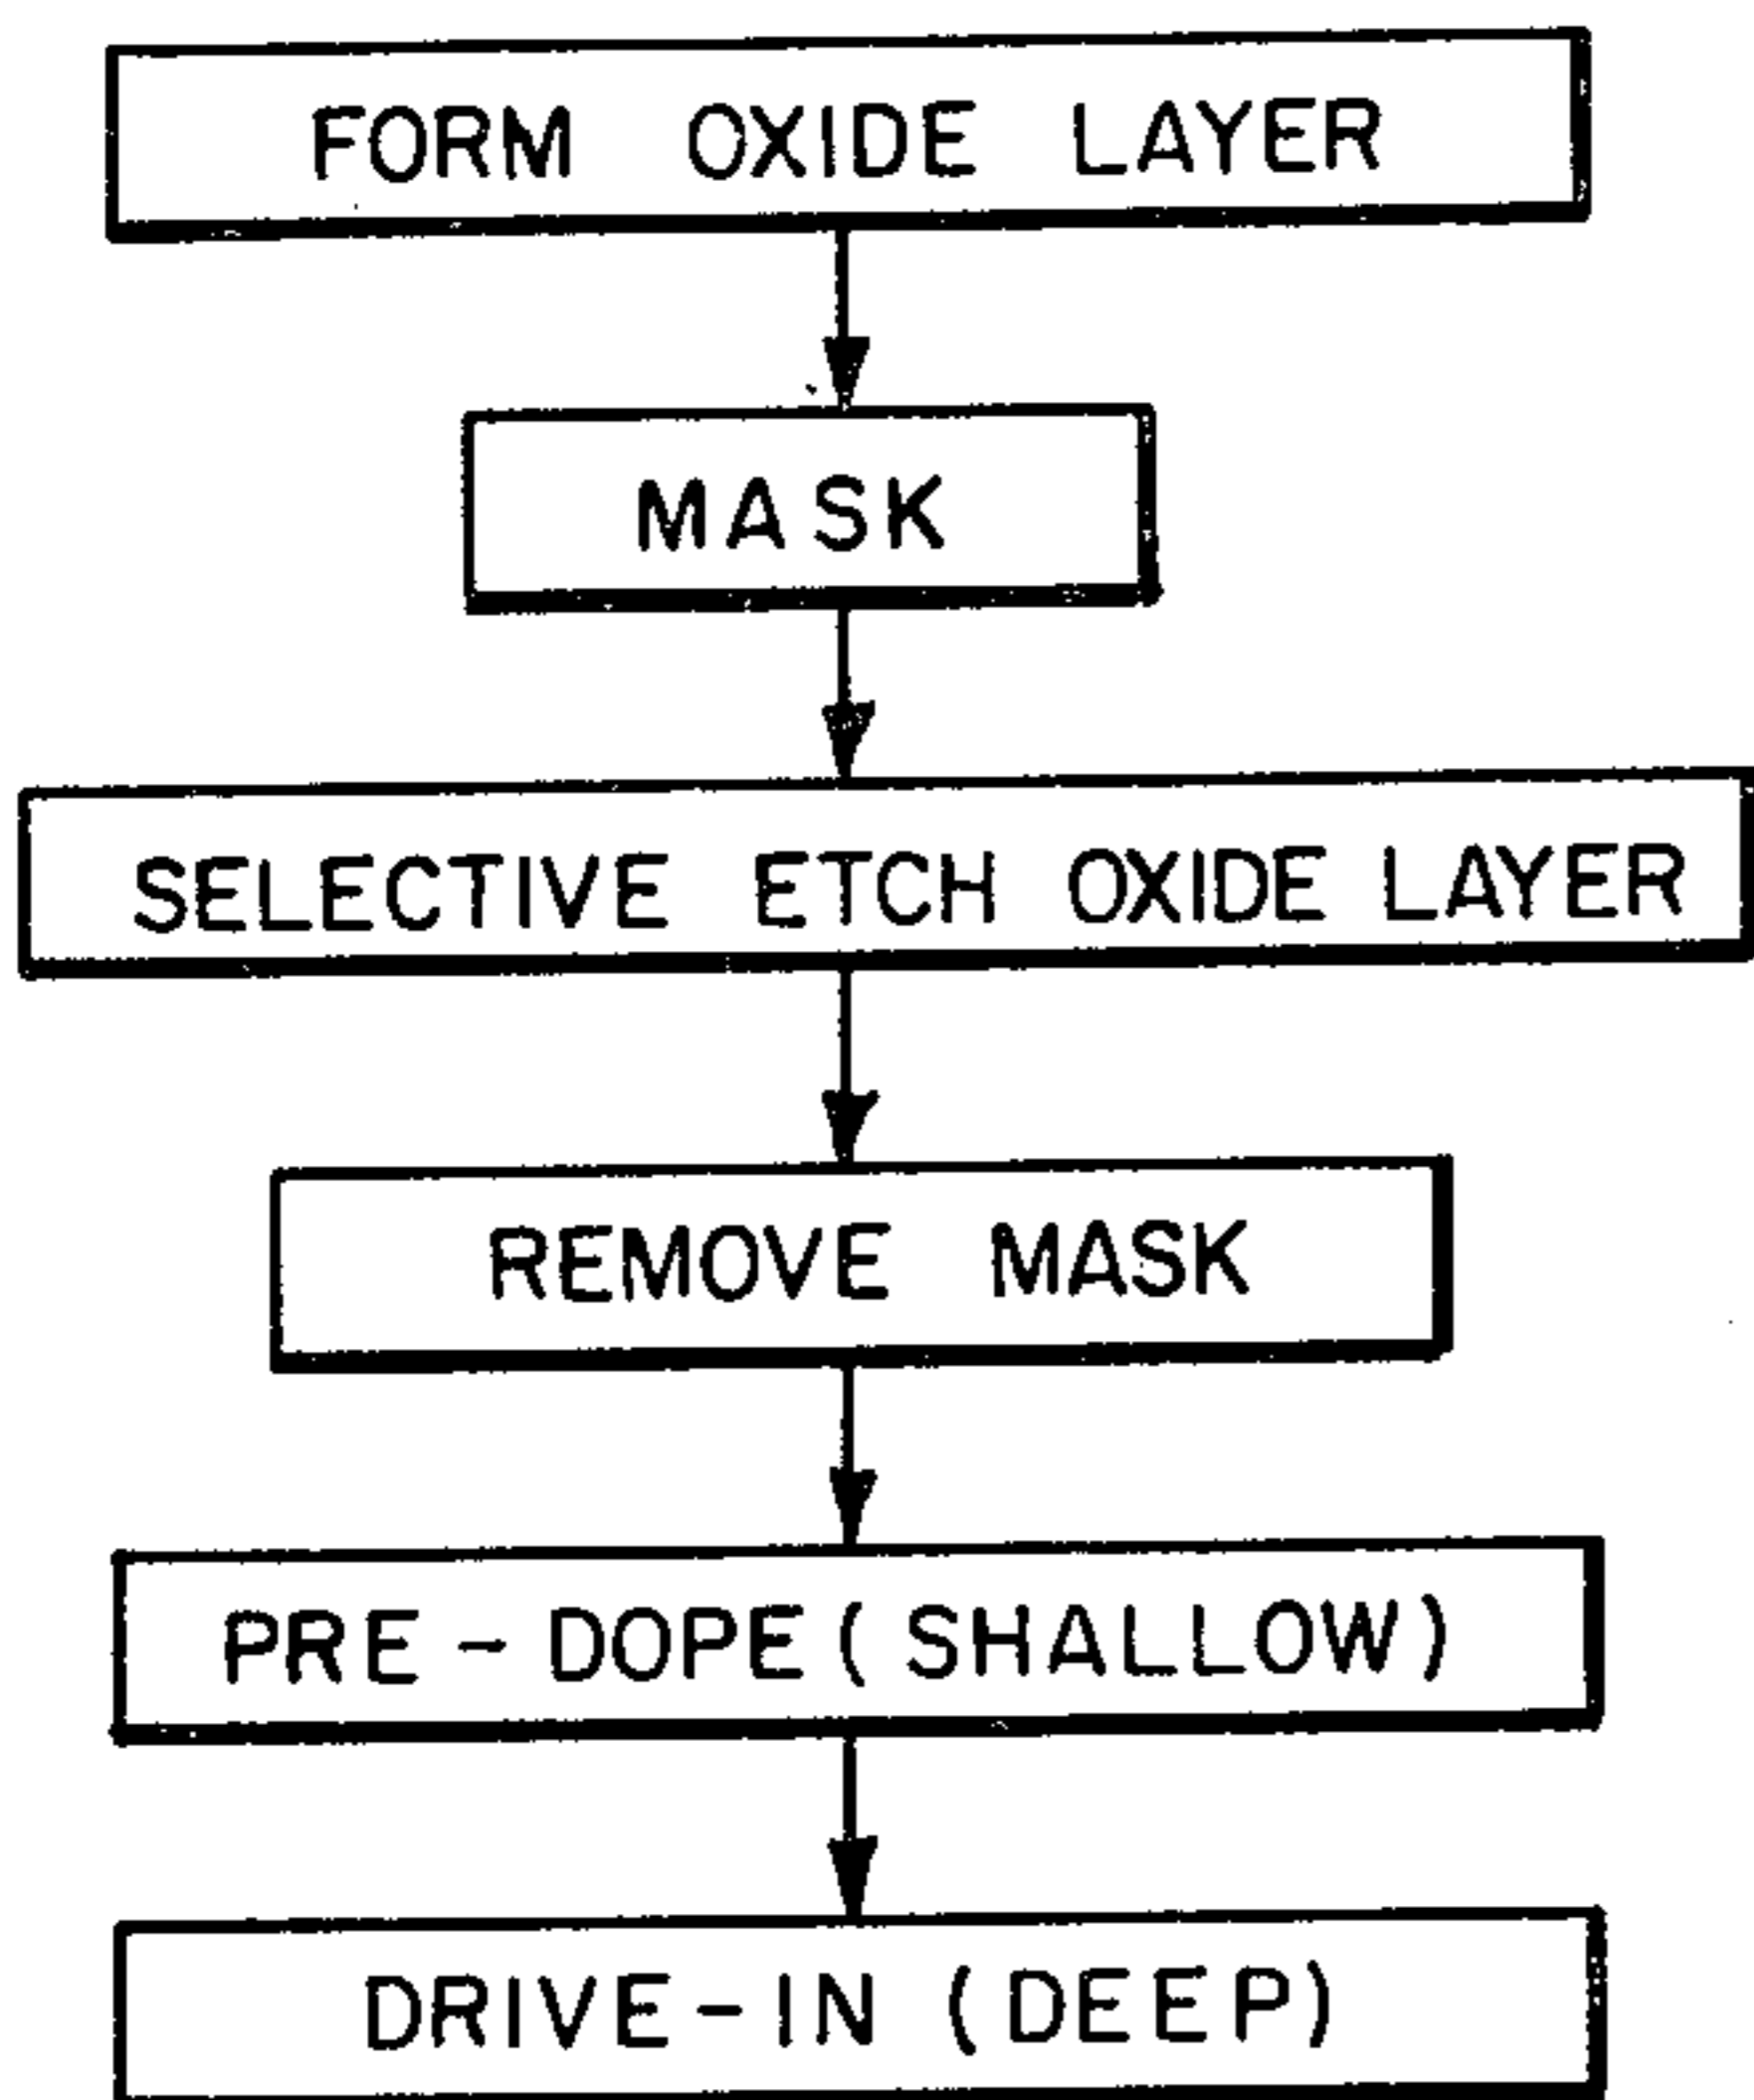 FORM OXIDE LAYER
MASK
SELECTIVE ETCH OXIDE LAYER
REMOVE MASK
PRE-DOPE (SHALLOW)
DRIVE-IN (DEEP)